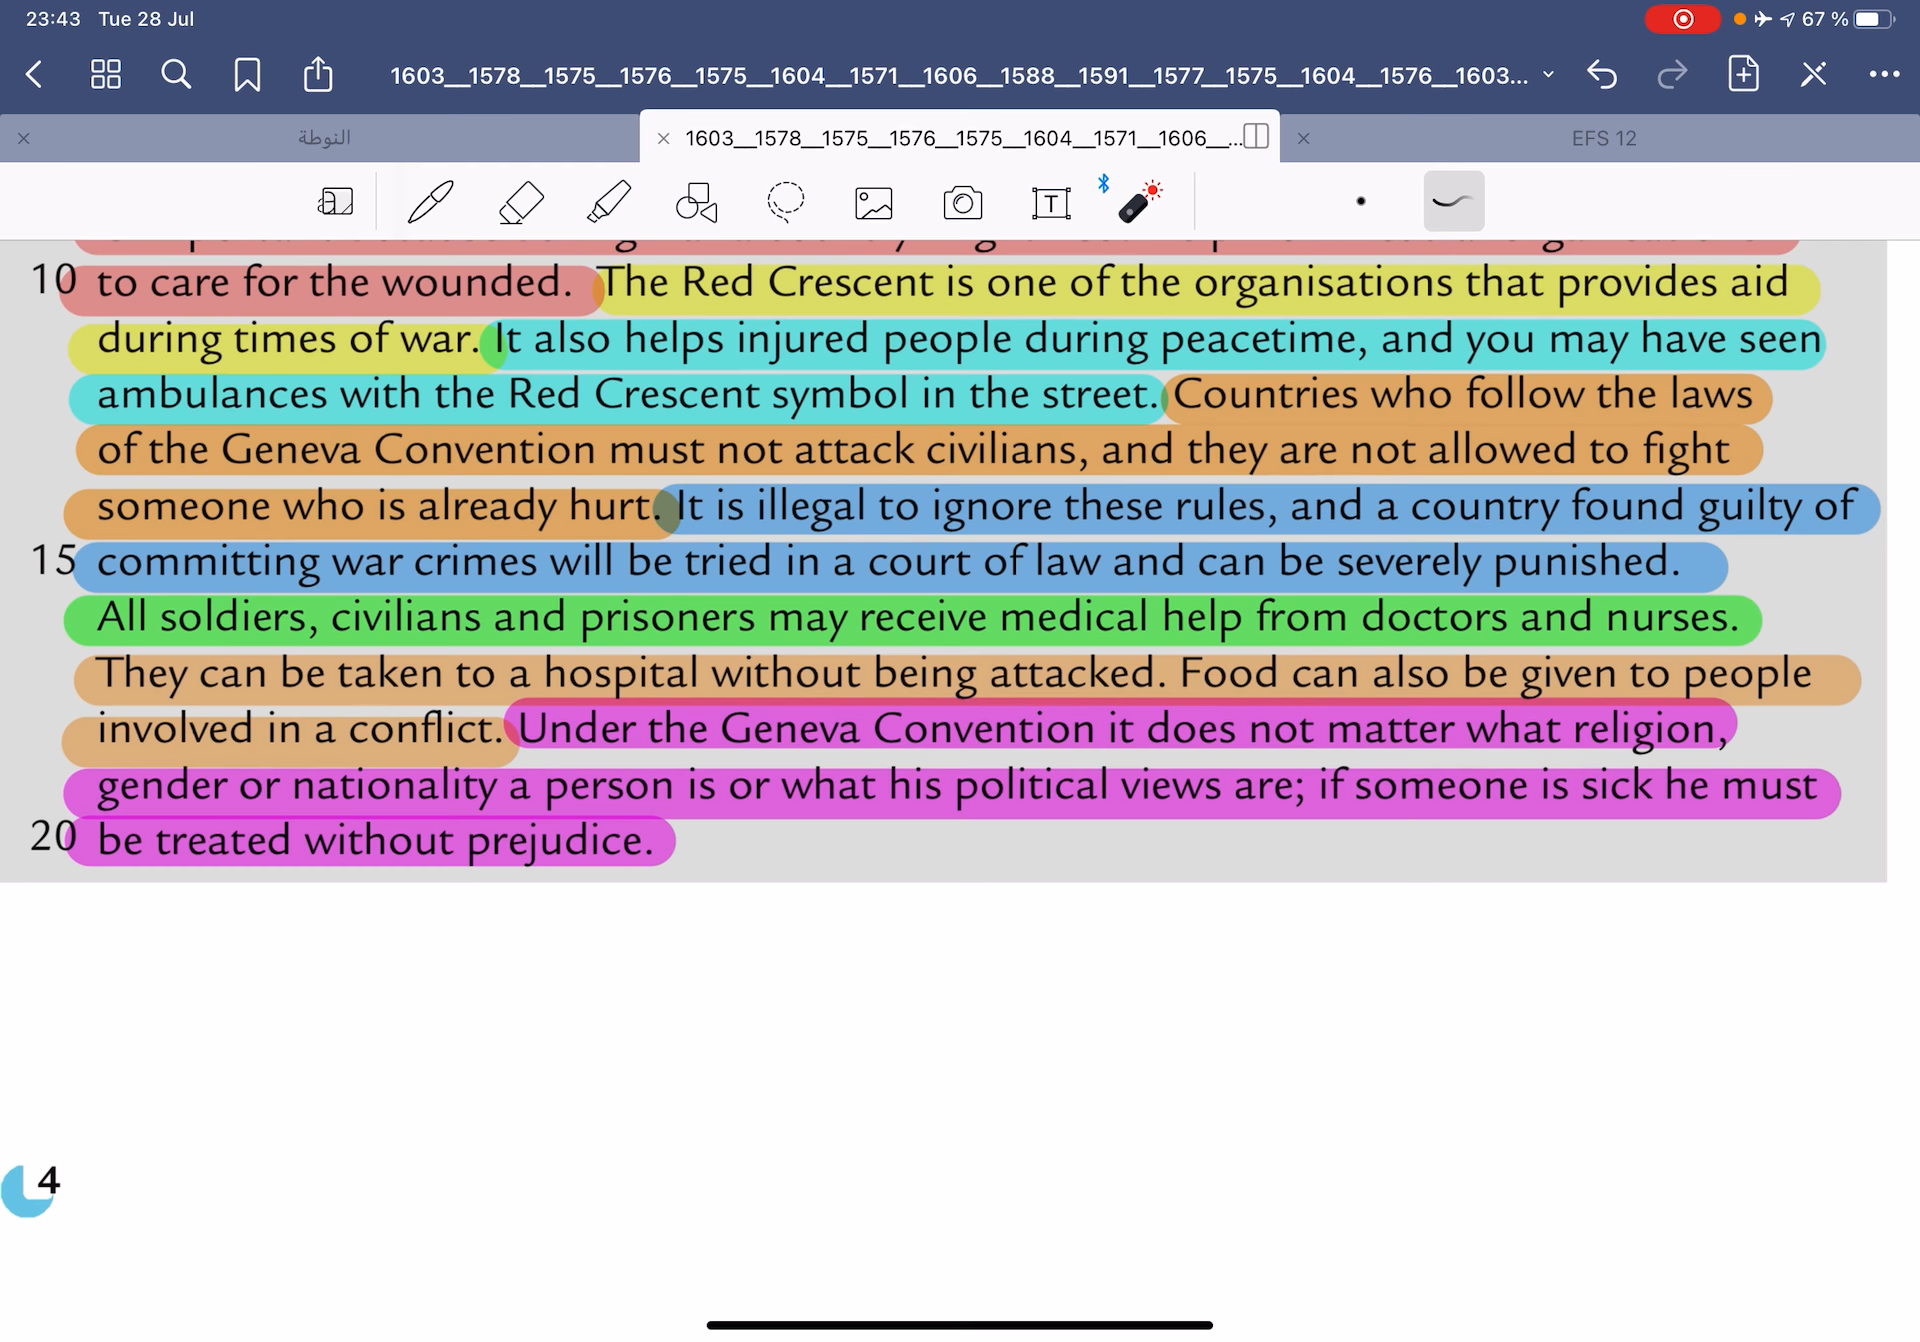 23:43 Tue 28 Jul
67 %
1603__1578__1575__1576__1575__1604__1571__1606__1588__1591__1577__1575__1604__1576__1603...
النوطة
1603__1578__1575__1576__1575__1604__1571__1606__...
EFS 12
10 to care for the wounded. The Red Crescent is one of the organisations that provides aid
during times of war. It also helps injured people during peacetime, and you may have seen
ambulances with the Red Crescent symbol in the street. Countries who follow the laws
of the Geneva Convention must not attack civilians, and they are not allowed to fight
someone who is already hurt. It is illegal to ignore these rules, and a country found guilty of
15 committing war crimes will be tried in a court of law and can be severely punished.
All soldiers, civilians and prisoners may receive medical help from doctors and nurses.
They can be taken to a hospital without being attacked. Food can also be given to people
involved in a conflict. Under the Geneva Convention it does not matter what religion,
gender or nationality a person is or what his political views are; if someone is sick he must
20 be treated without prejudice.
4